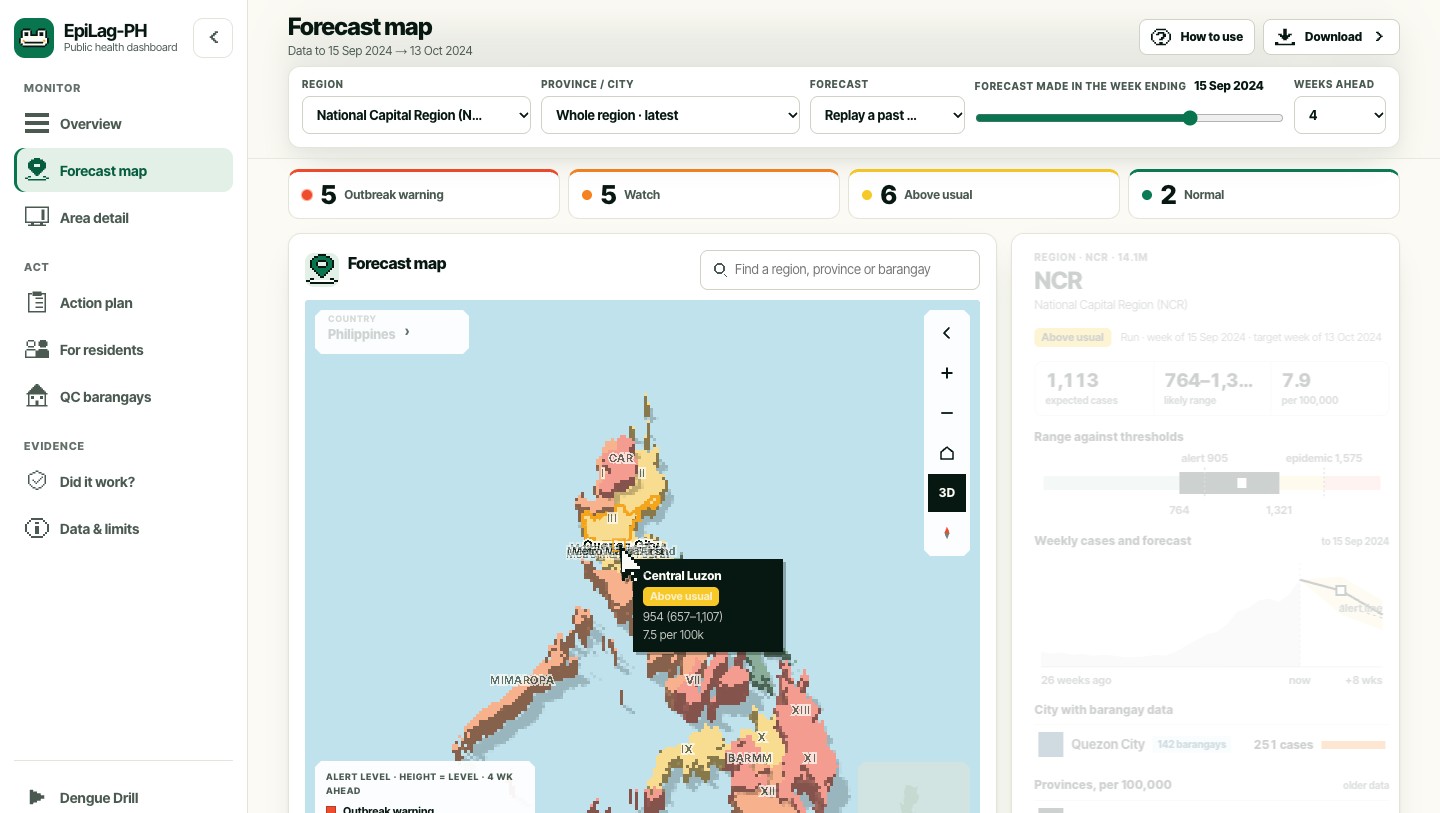 EpiLag-PH
Public health dashboard
MONITOR
Overview
Forecast map
Area detail
ACT
Action plan
For residents
QC barangays
EVIDENCE
Did it work?
Data & limits
Dengue Drill
Forecast map
Data to 15 Sep 2024 → 13 Oct 2024
How to use
Download
REGION
National Capital Region (N...
PROVINCE / CITY
Whole region · latest
FORECAST
Replay a past ...
FORECAST MADE IN THE WEEK ENDING 15 Sep 2024
WEEKS AHEAD
4
5 Outbreak warning
5 Watch
6 Above usual
2 Normal
Forecast map
Find a region, province or barangay
COUNTRY
Philippines ›
3D
CAR
I
II
III
Quezon City
Central Luzon
Above usual
954 (657–1,107)
7.5 per 100k
MIMAROPA
VII
XIII
IX
X
BARMM
XI
XII
ALERT LEVEL · HEIGHT = LEVEL · 4 WK
AHEAD
Outbreak warning
REGION · NCR · 14.1M
NCR
National Capital Region (NCR)
Above usual Run · week of 15 Sep 2024 · target week of 13 Oct 2024
1,113 764–1,3... 7.9
expected cases likely range per 100,000
Range against thresholds
alert 905 epidemic 1,575
764 1,321
Weekly cases and forecast to 15 Sep 2024
alert line
26 weeks ago now +8 wks
City with barangay data
Quezon City 142 barangays 251 cases
Provinces, per 100,000 older data